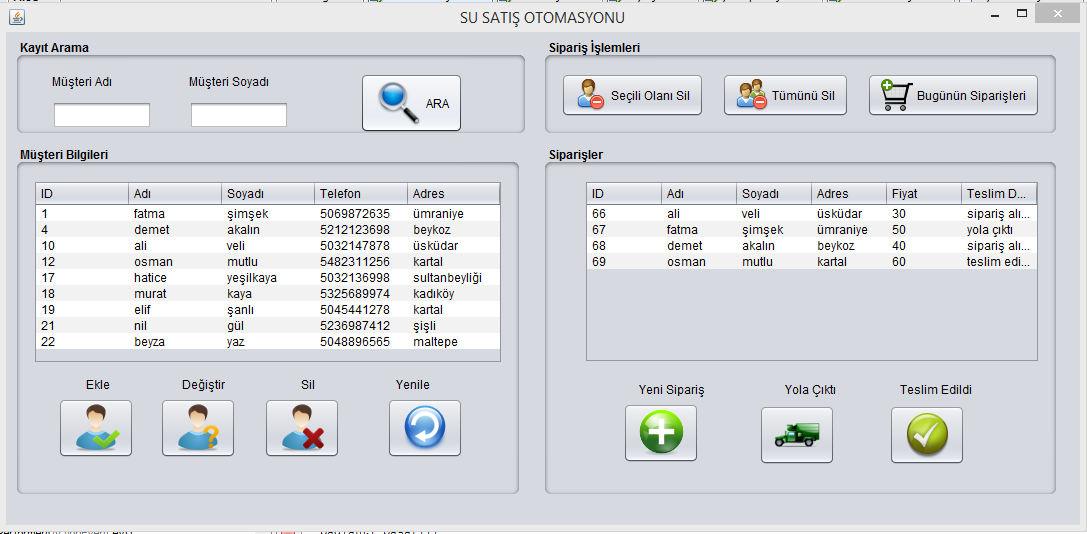 SU SATIŞ OTOMASYONU
Kayıt Arama
Müşteri Adı Müşteri Soyadı
ARA
Sipariş İşlemleri
Seçili Olanı Sil Tümünü Sil Bugünün Siparişleri
Müşteri Bilgileri
ID Adı Soyadı Telefon Adres
1 fatma şimşek 5069872635 ümraniye
4 demet akalın 5212123698 beykoz
10 ali veli 5032147878 üsküdar
12 osman mutlu 5482311256 kartal
17 hatice yeşilkaya 5032136998 sultanbeyliği
18 murat kaya 5325689974 kadıköy
19 elif şanlı 5045441278 kartal
21 nil gül 5236987412 şişli
22 beyza yaz 5048896565 maltepe
Ekle Değiştir Sil Yenile
Siparişler
ID Adı Soyadı Adres Fiyat Teslim D...
66 ali veli üsküdar 30 sipariş alı...
67 fatma şimşek ümraniye 50 yola çıktı
68 demet akalın beykoz 40 sipariş alı...
69 osman mutlu kartal 60 teslim edi...
Yeni Sipariş Yola Çıktı Teslim Edildi